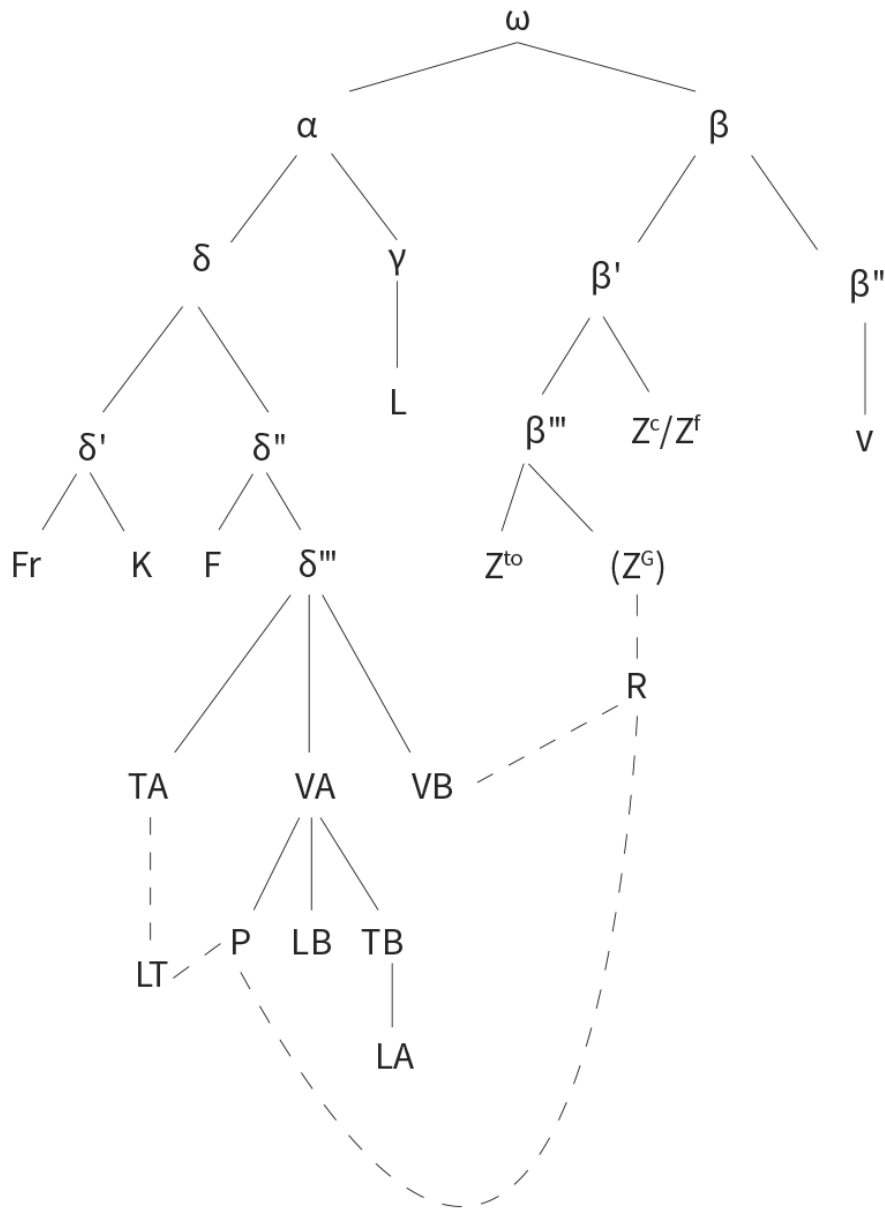 ω
α β
δ γ β' β"
δ' δ" L β''' Zᶜ/Zᶠ v
Fr K F δ''' Zᵗᵒ (Zᴳ)
R
TA VA VB
P LB TB
LT
LA